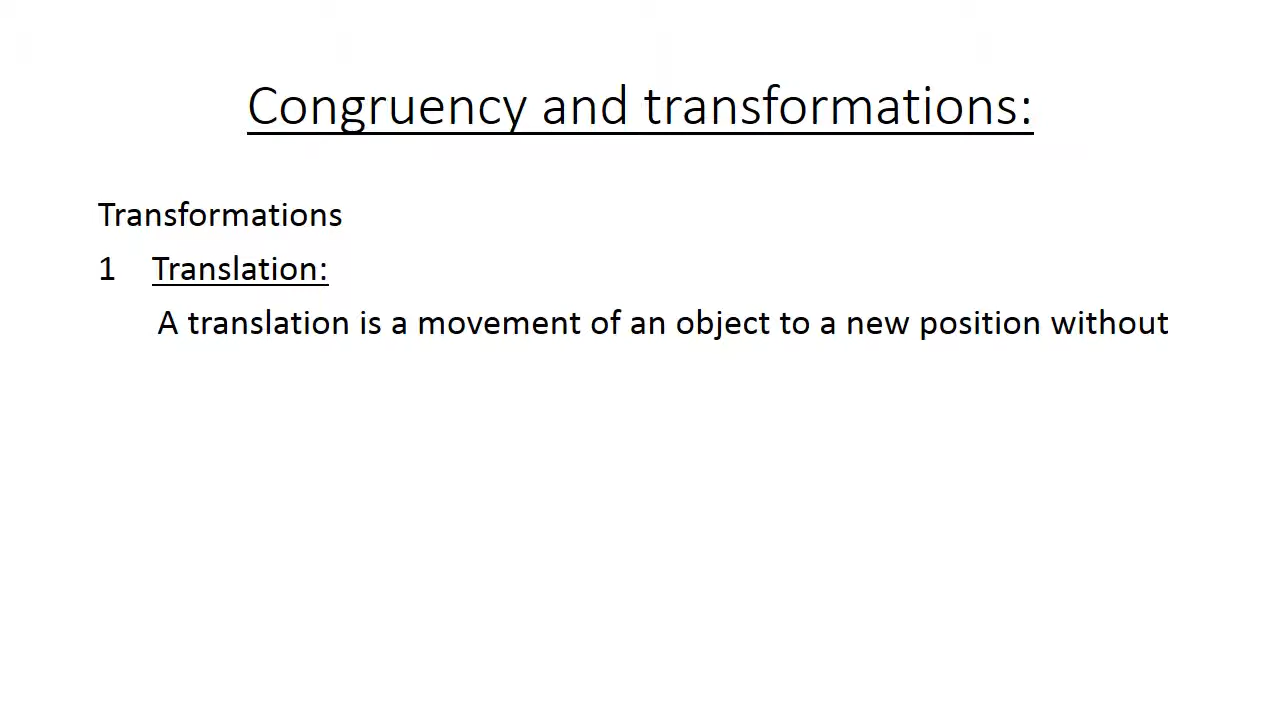 Congruency and transformations:
Transformations
1 Translation:
A translation is a movement of an object to a new position without